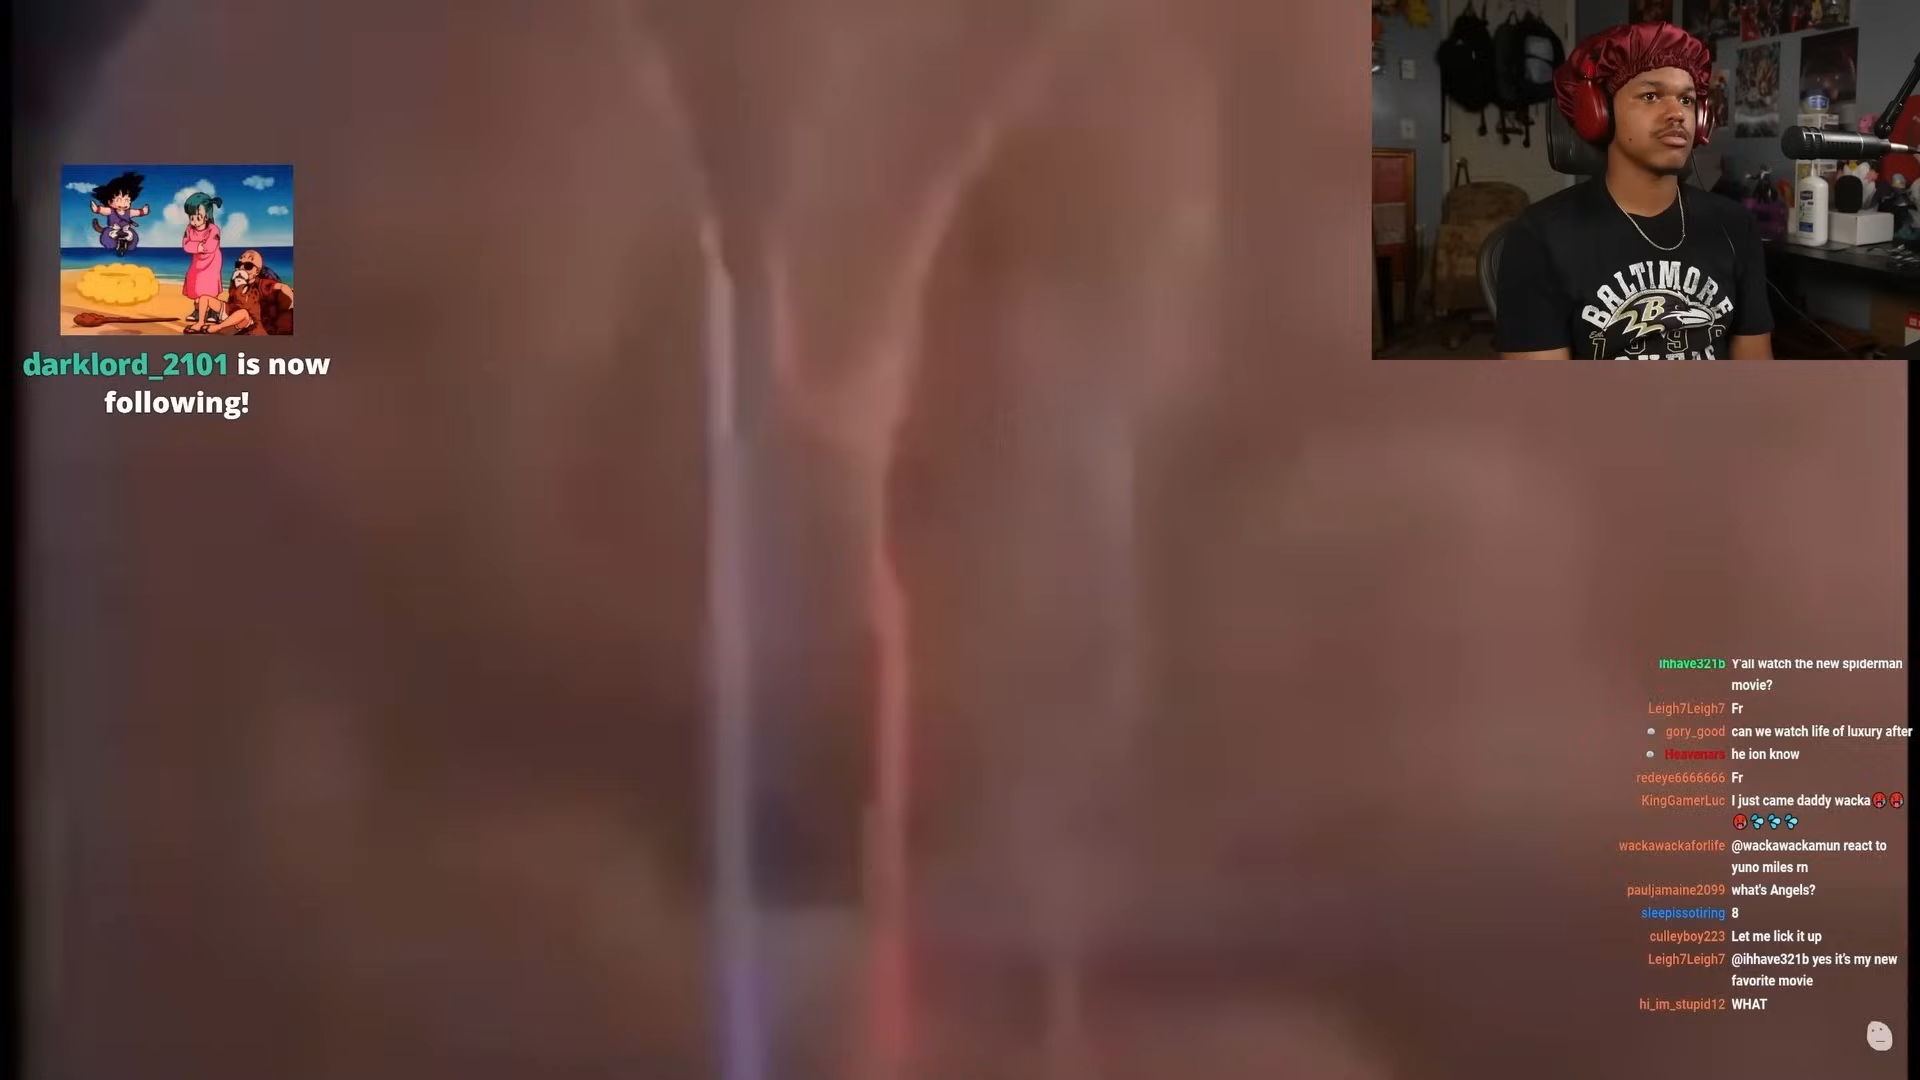 darklord_2101 is now
following!
BALTIMORE
B
ihhave321b Y'all watch the new spiderman
movie?
Leigh7Leigh7 Fr
gory_good can we watch life of luxury after
Heavenars he ion know
redeye6666666 Fr
KingGamerLuc I just came daddy wacka
wackawackaforlife @wackawackamun react to
yuno miles rn
pauljamaine2099 what's Angels?
sleepissotiring 8
culleyboy223 Let me lick it up
Leigh7Leigh7 @ihhave321b yes it's my new
favorite movie
hi_im_stupid12 WHAT